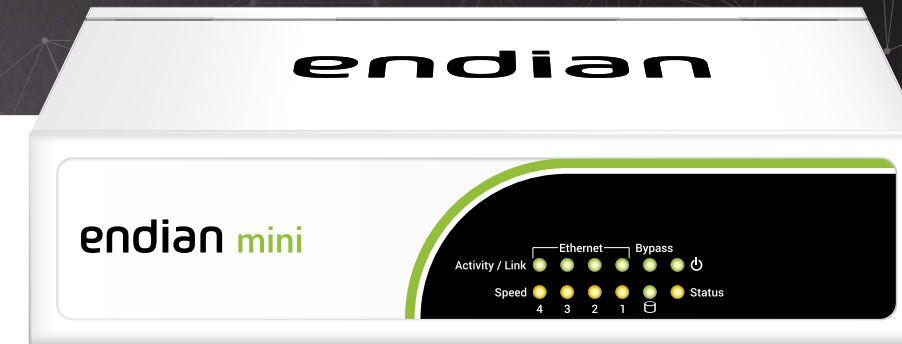 endian
endian mini
Ethernet Bypass
Activity / Link
Speed Status
4 3 2 1